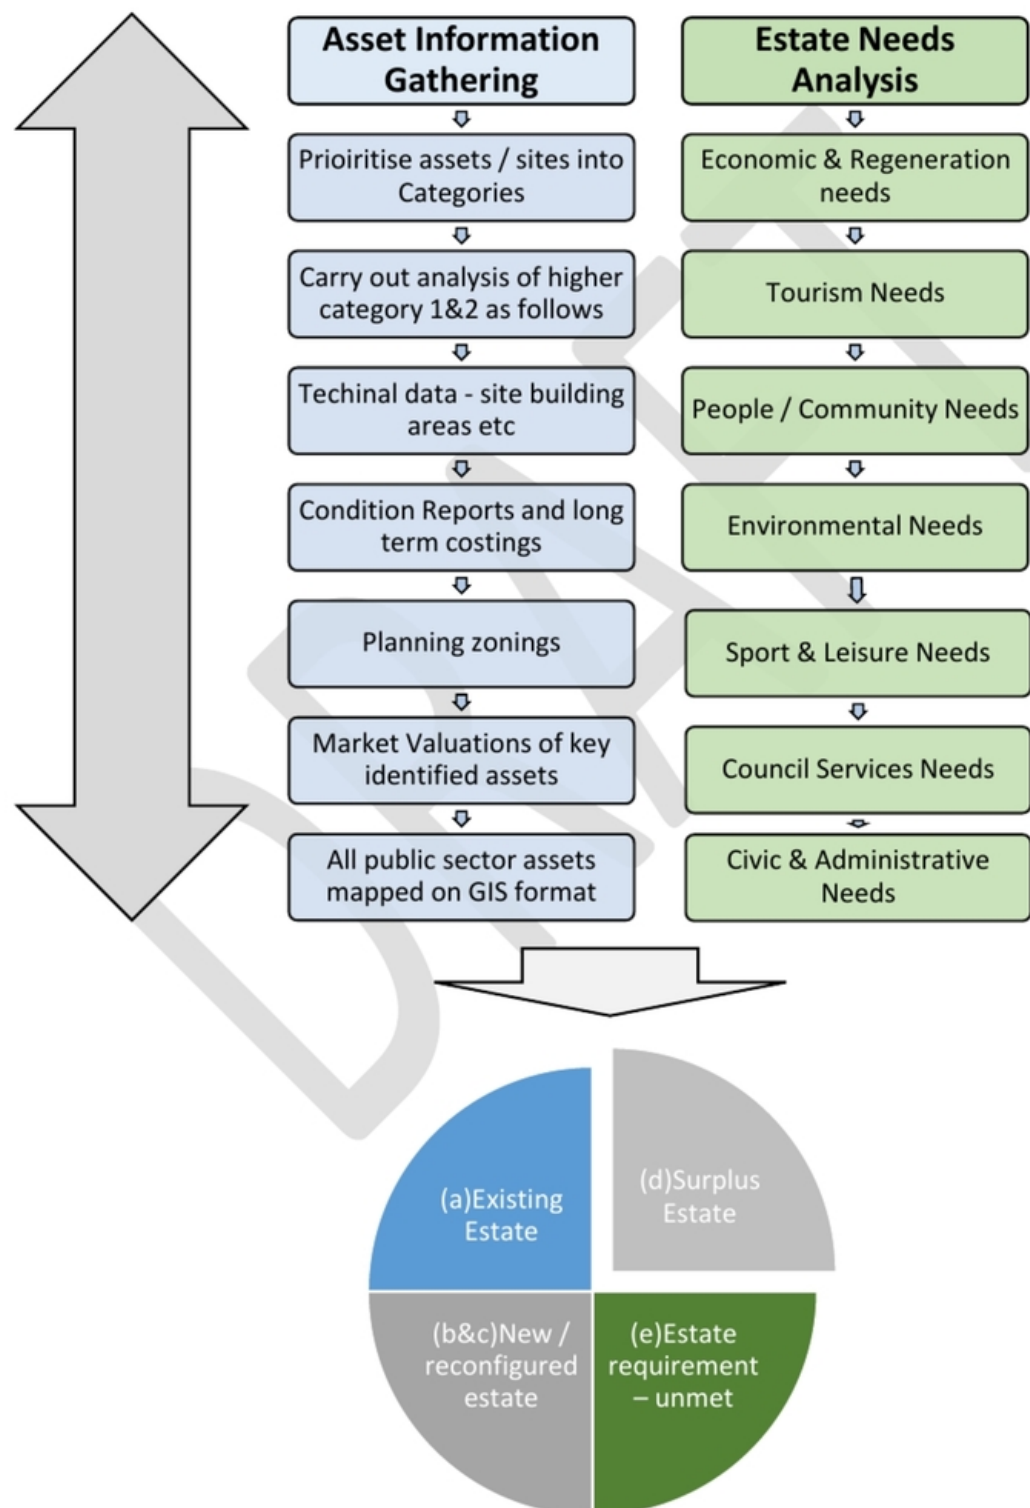 Asset Information
Gathering
Prioiritise assets / sites into
Categories
Carry out analysis of higher
category 1&2 as follows
Techinal data - site building
areas etc
Condition Reports and long
term costings
Planning zonings
Market Valuations of key
identified assets
All public sector assets
mapped on GIS format
Estate Needs
Analysis
Economic & Regeneration
needs
Tourism Needs
People / Community Needs
Environmental Needs
Sport & Leisure Needs
Council Services Needs
Civic & Administrative
Needs
DRAFT
(a)Existing
Estate
(d)Surplus
Estate
(b&c)New /
reconfigured
estate
(e)Estate
requirement
– unmet